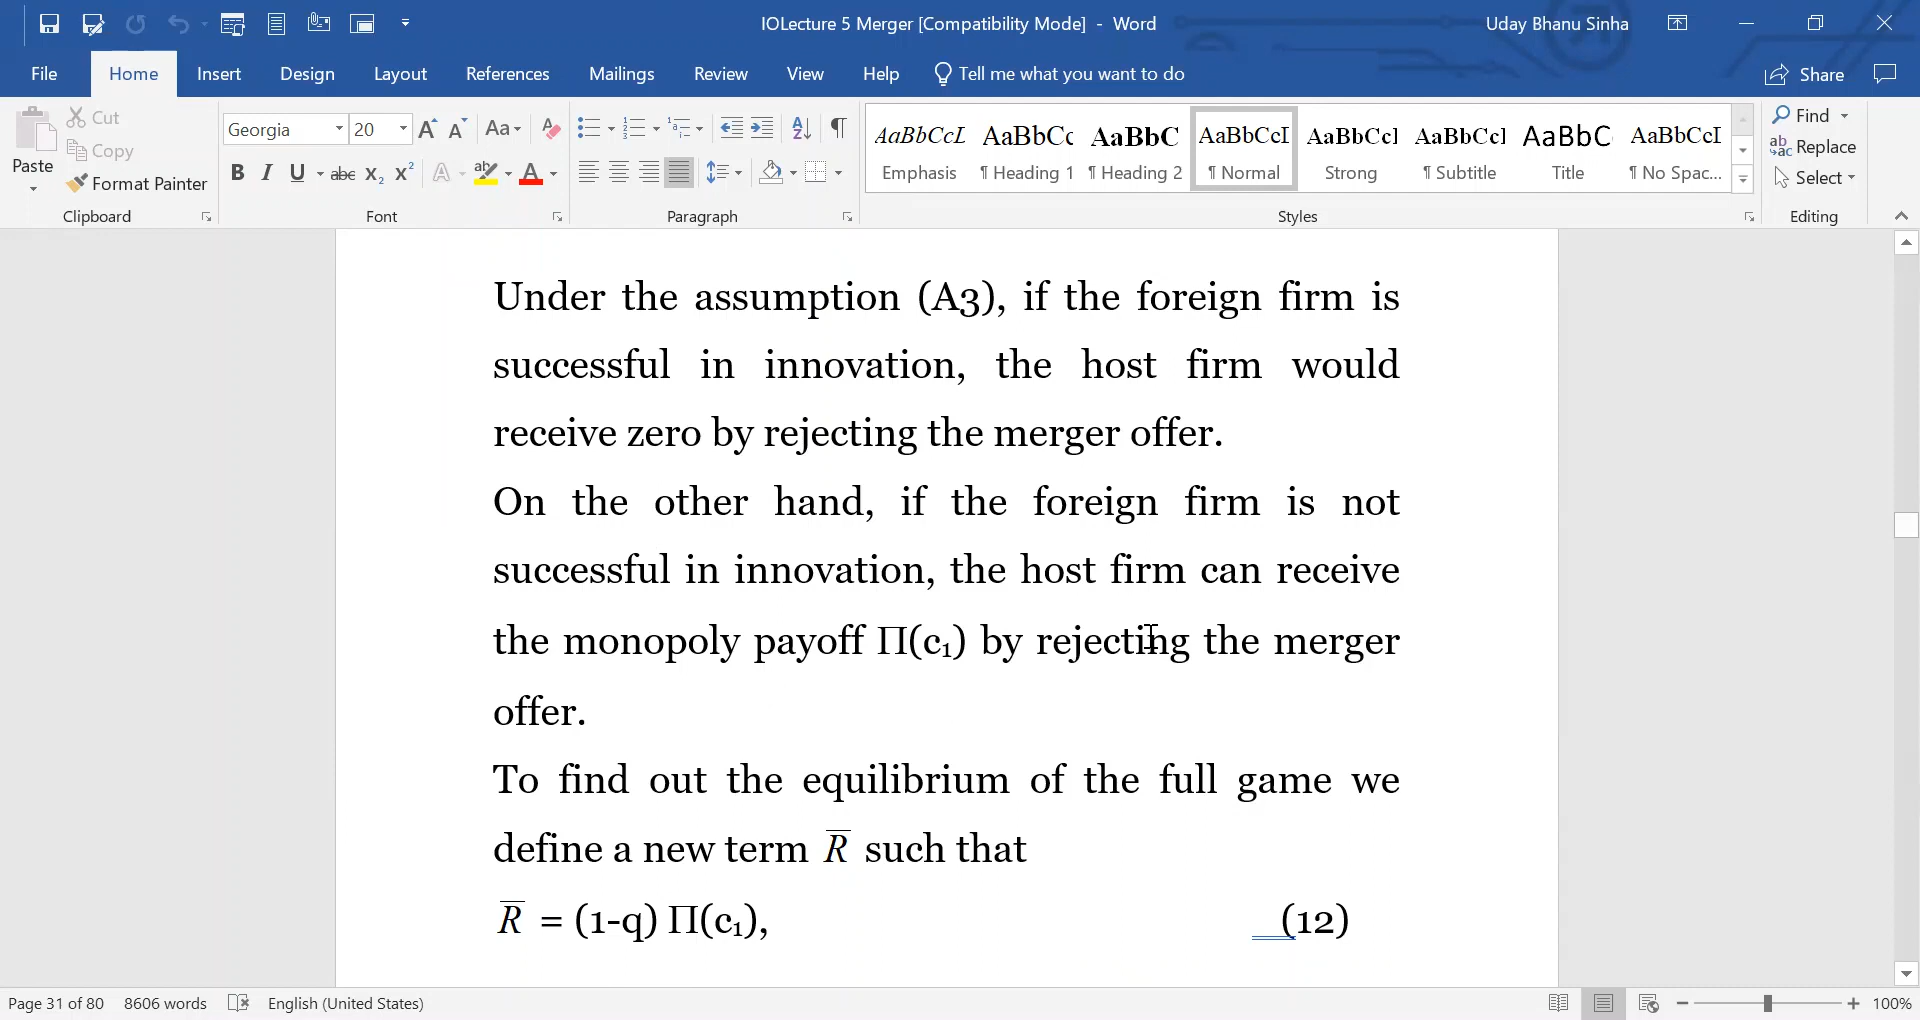 IOLecture 5 Merger [Compatibility Mode] - Word
Uday Bhanu Sinha
File Home Insert Design Layout References Mailings Review View Help Tell me what you want to do Share
Paste
Cut
Copy
Format Painter
Clipboard
Georgia 20
Font
Paragraph
AaBbCcL AaBbCc AaBbC AaBbCcI AaBbCcI AaBbCcI AaBbC AaBbCcI
Emphasis ¶ Heading 1 ¶ Heading 2 ¶ Normal Strong ¶ Subtitle Title ¶ No Spac...
Styles
Find
Replace
Select
Editing
Under the assumption (A3), if the foreign firm is
successful in innovation, the host firm would
receive zero by rejecting the merger offer.
On the other hand, if the foreign firm is not
successful in innovation, the host firm can receive
the monopoly payoff Π(c₁) by rejecting the merger
offer.
To find out the equilibrium of the full game we
define a new term R̅ such that
R̅ = (1-q) Π(c₁), (12)
Page 31 of 80 8606 words English (United States) 100%